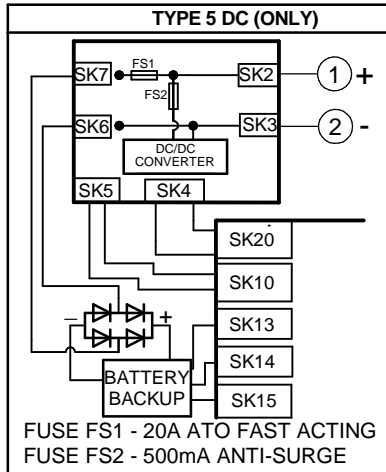 TYPE 5 DC (ONLY)
SK7 FS1 SK2 1 +
FS2
SK6 SK3 2 -
DC/DC
CONVERTER
SK5 SK4
SK20
SK10
− +
SK13
BATTERY
BACKUP
SK14
SK15
FUSE FS1 - 20A ATO FAST ACTING
FUSE FS2 - 500mA ANTI-SURGE